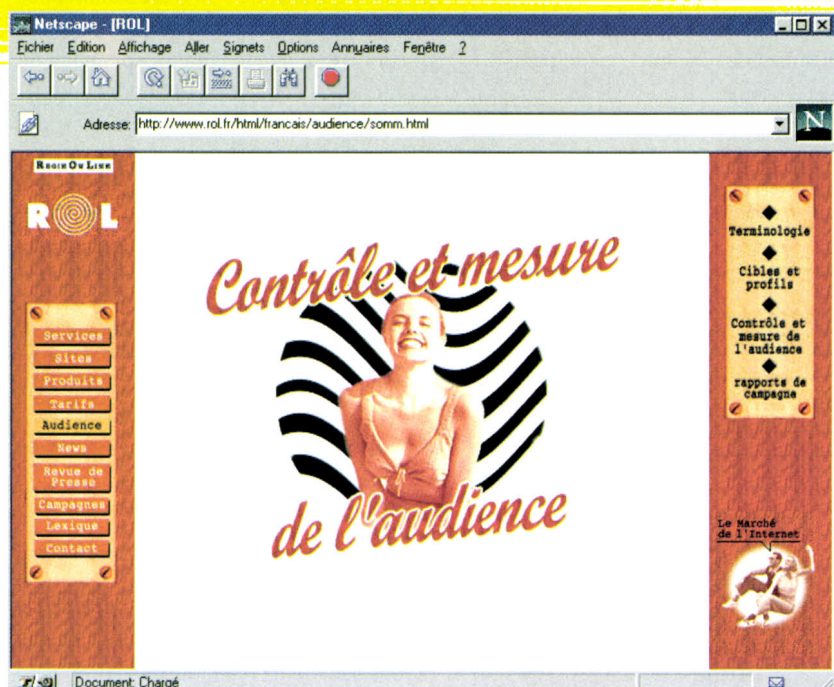 Netscape - [ROL]
Fichier Edition Affichage Aller Signets Options Annuaires Fenêtre ?
Adresse: http://www.rol.fr/html/francais/audience/somm.html
N
REGIE ON LINE
ROL
Services
Sites
Produits
Tarifs
Audience
News
Revue de
Presse
Campagnes
Lexique
Contact
Contrôle et mesure
de l'audience
Terminologie
Cibles et
profils
Contrôle et
mesure de
l'audience
rapports de
campagne
Le Marché
de l'Internet
Document: Chargé